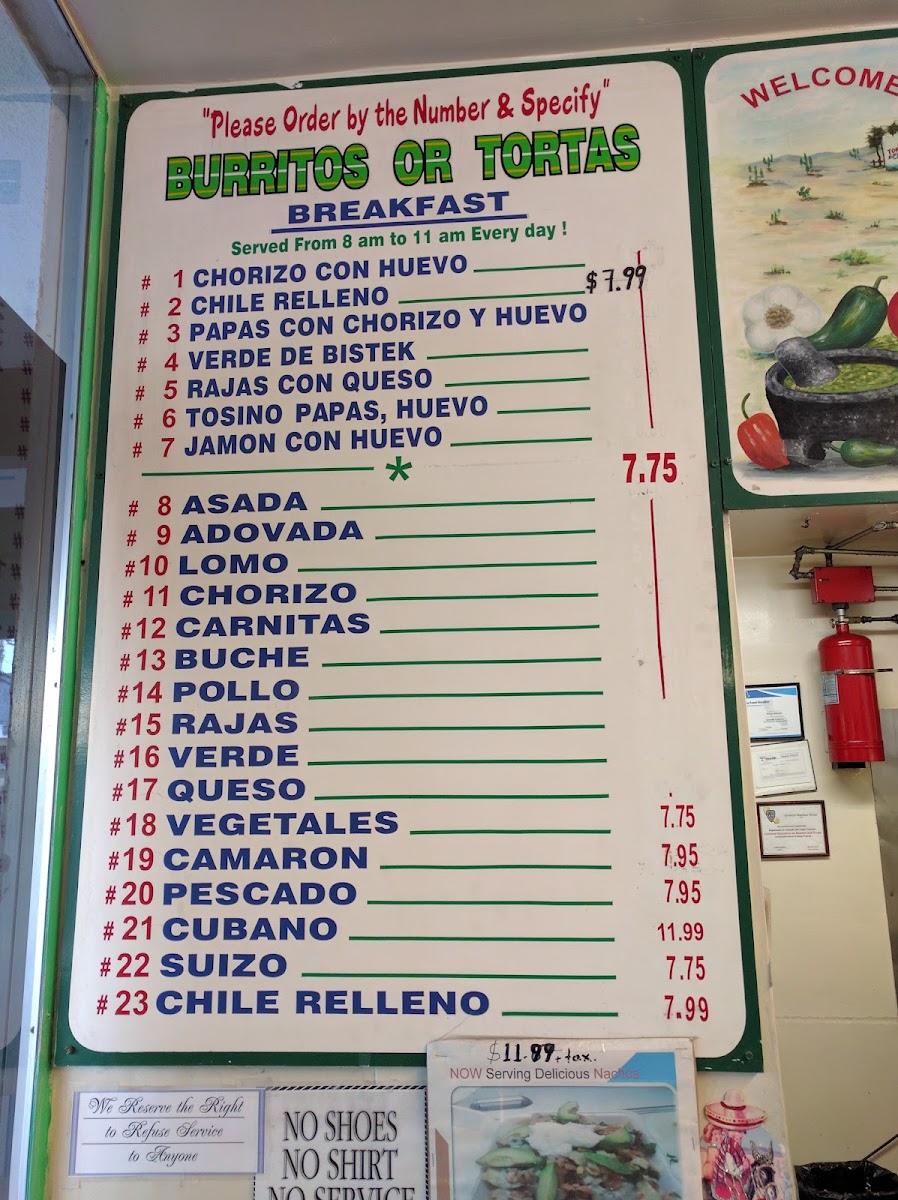 "Please Order by the Number & Specify"
BURRITOS OR TORTAS
BREAKFAST
Served From 8 am to 11 am Every day !
# 1 CHORIZO CON HUEVO
# 2 CHILE RELLENO $7.99
# 3 PAPAS CON CHORIZO Y HUEVO
# 4 VERDE DE BISTEK
# 5 RAJAS CON QUESO
# 6 TOSINO PAPAS, HUEVO
# 7 JAMON CON HUEVO
* 7.75
# 8 ASADA
# 9 ADOVADA
#10 LOMO
# 11 CHORIZO
#12 CARNITAS
#13 BUCHE
#14 POLLO
#15 RAJAS
#16 VERDE
#17 QUESO
#18 VEGETALES 7.75
#19 CAMARON 7.95
#20 PESCADO 7.95
# 21 CUBANO 11.99
#22 SUIZO 7.75
# 23 CHILE RELLENO 7.99
WELCOME
$11.99 + tax.
NOW Serving Delicious Nachos
We Reserve the Right
to Refuse Service
to Anyone
NO SHOES
NO SHIRT
NO SERVICE